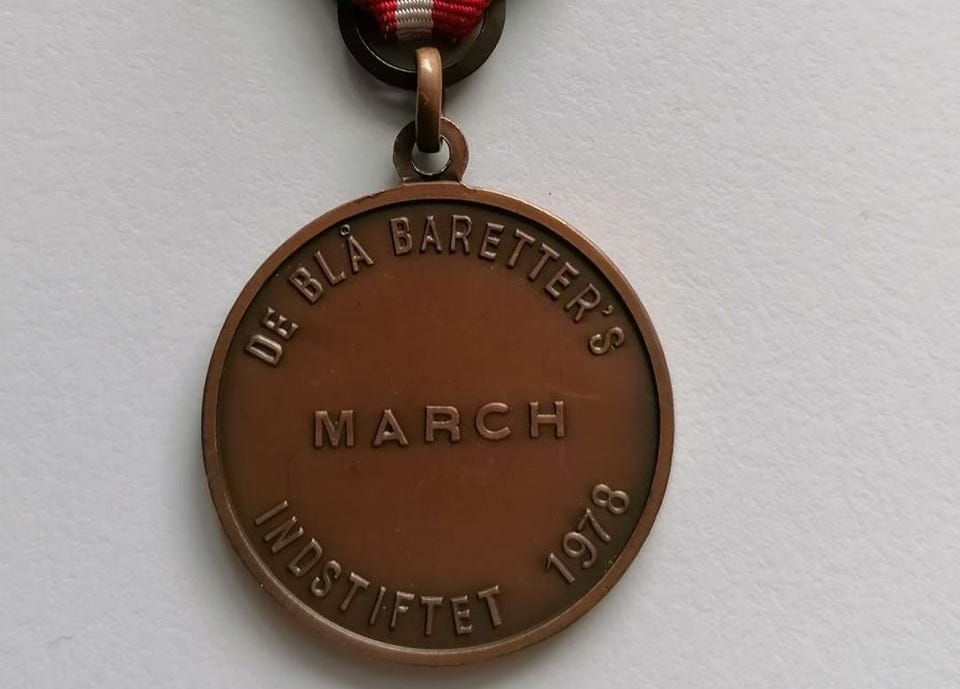 DE BLÅ BARETTER'S
MARCH
INDSTIFTET 1978